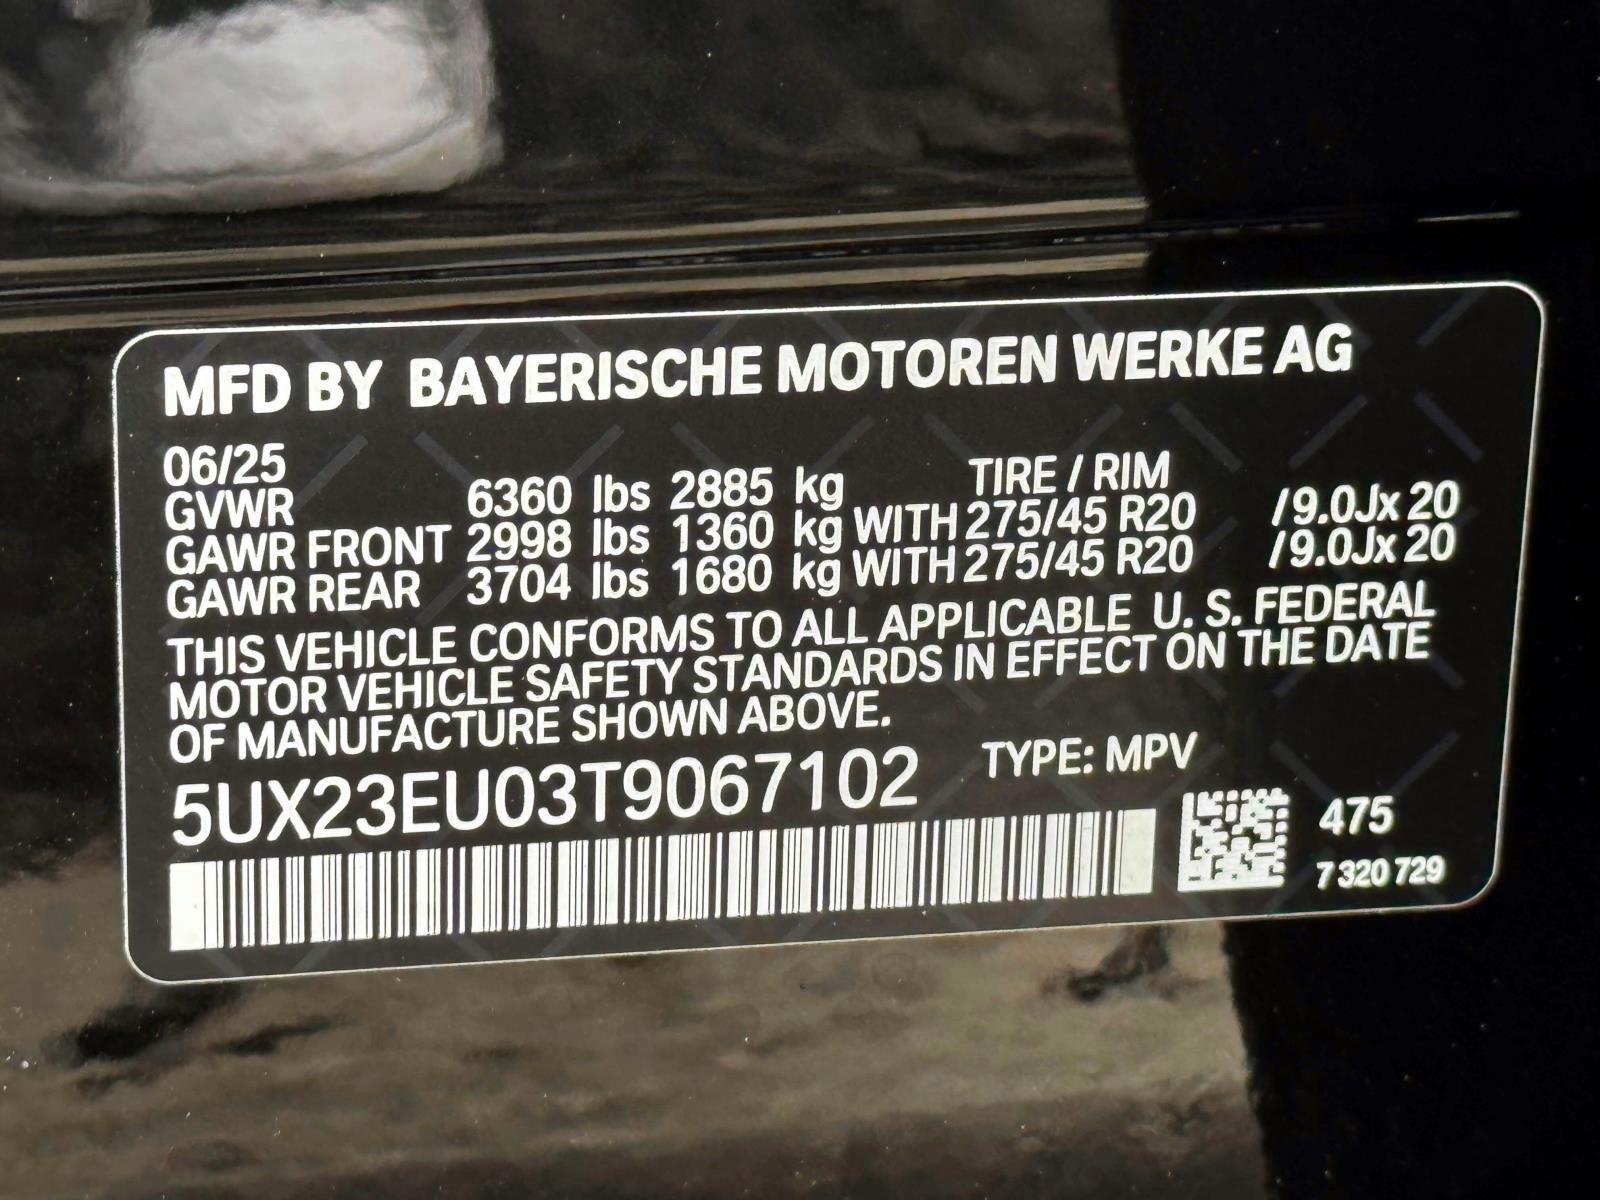 MFD BY BAYERISCHE MOTOREN WERKE AG
06/25 TIRE / RIM
GVWR 6360 lbs 2885 kg
GAWR FRONT 2998 lbs 1360 kg WITH 275/45 R20 /9.0Jx 20
GAWR REAR 3704 lbs 1680 kg WITH 275/45 R20 /9.0Jx 20
THIS VEHICLE CONFORMS TO ALL APPLICABLE U. S. FEDERAL
MOTOR VEHICLE SAFETY STANDARDS IN EFFECT ON THE DATE
OF MANUFACTURE SHOWN ABOVE.
5UX23EU03T9067102 TYPE: MPV
475
7 320 729